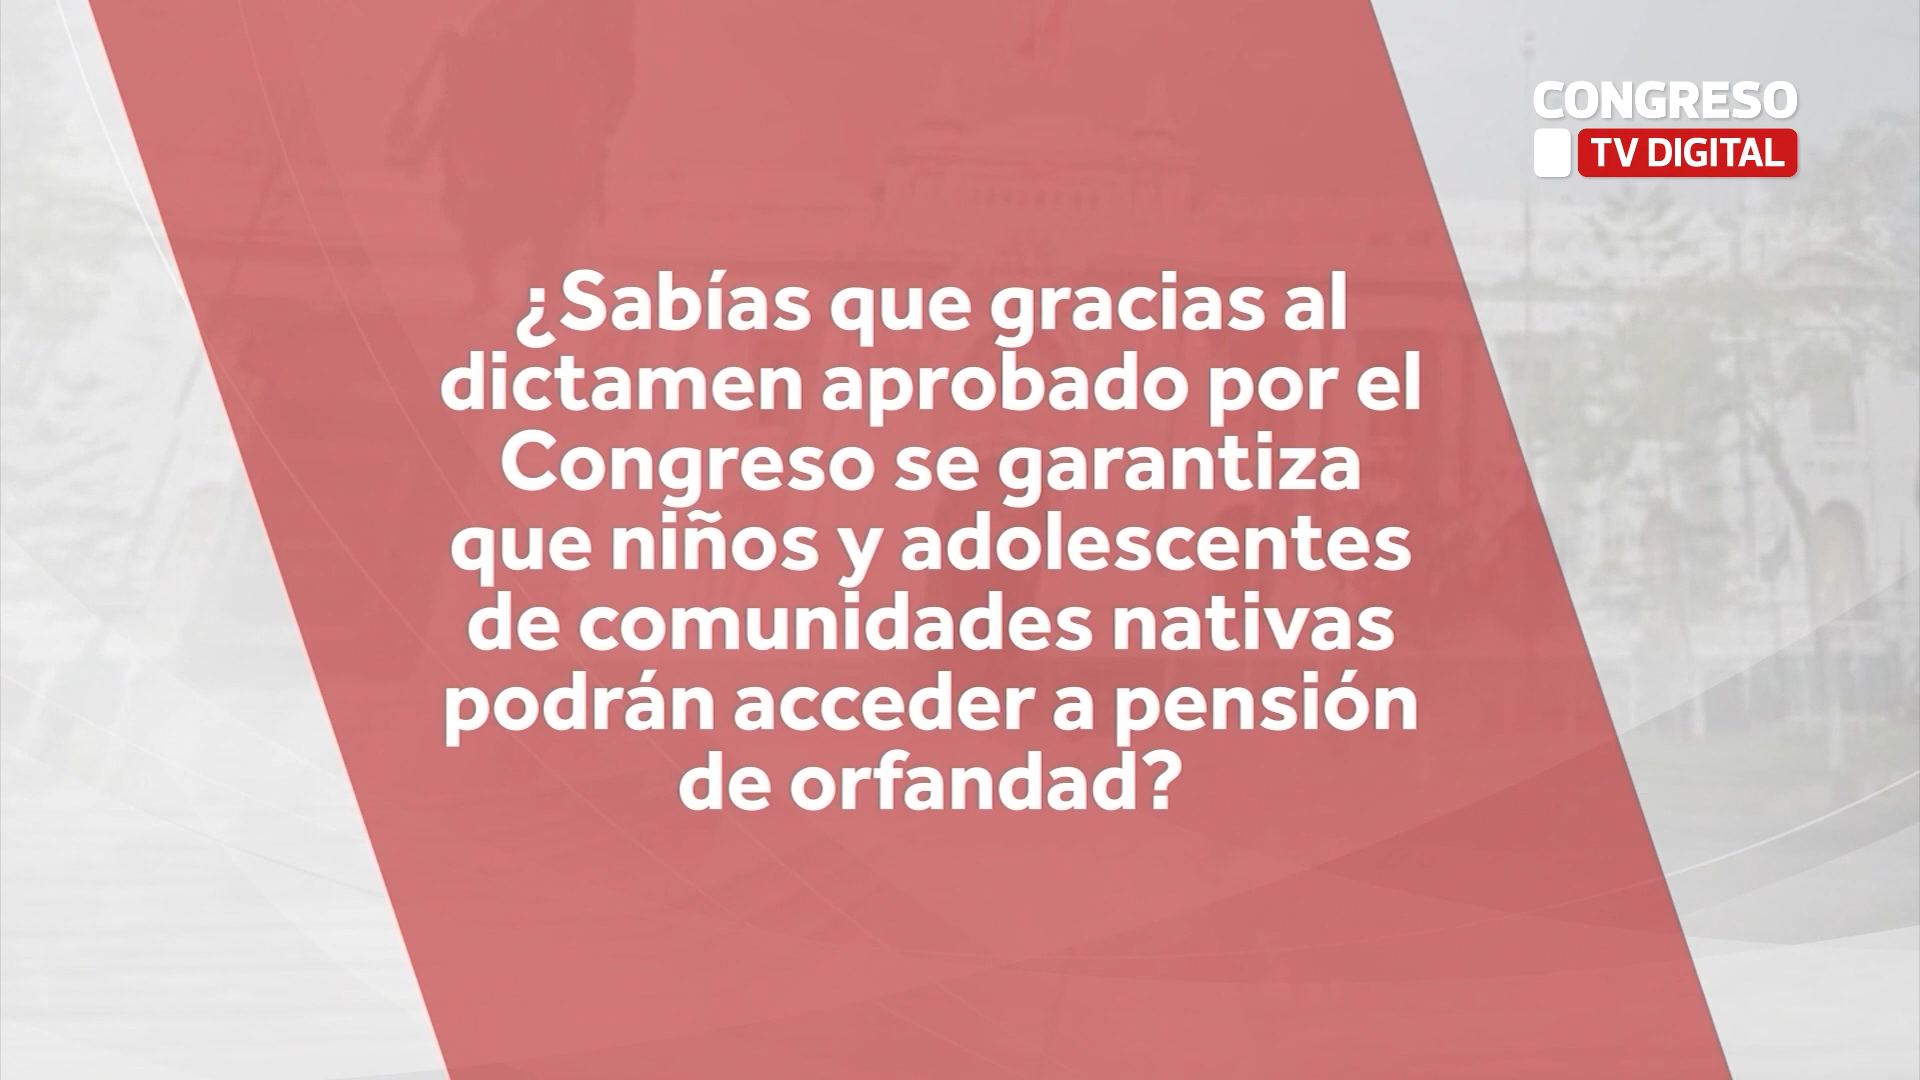 CONGRESO
TV DIGITAL
¿Sabías que gracias al
dictamen aprobado por el
Congreso se garantiza
que niños y adolescentes
de comunidades nativas
podrán acceder a pensión
de orfandad?